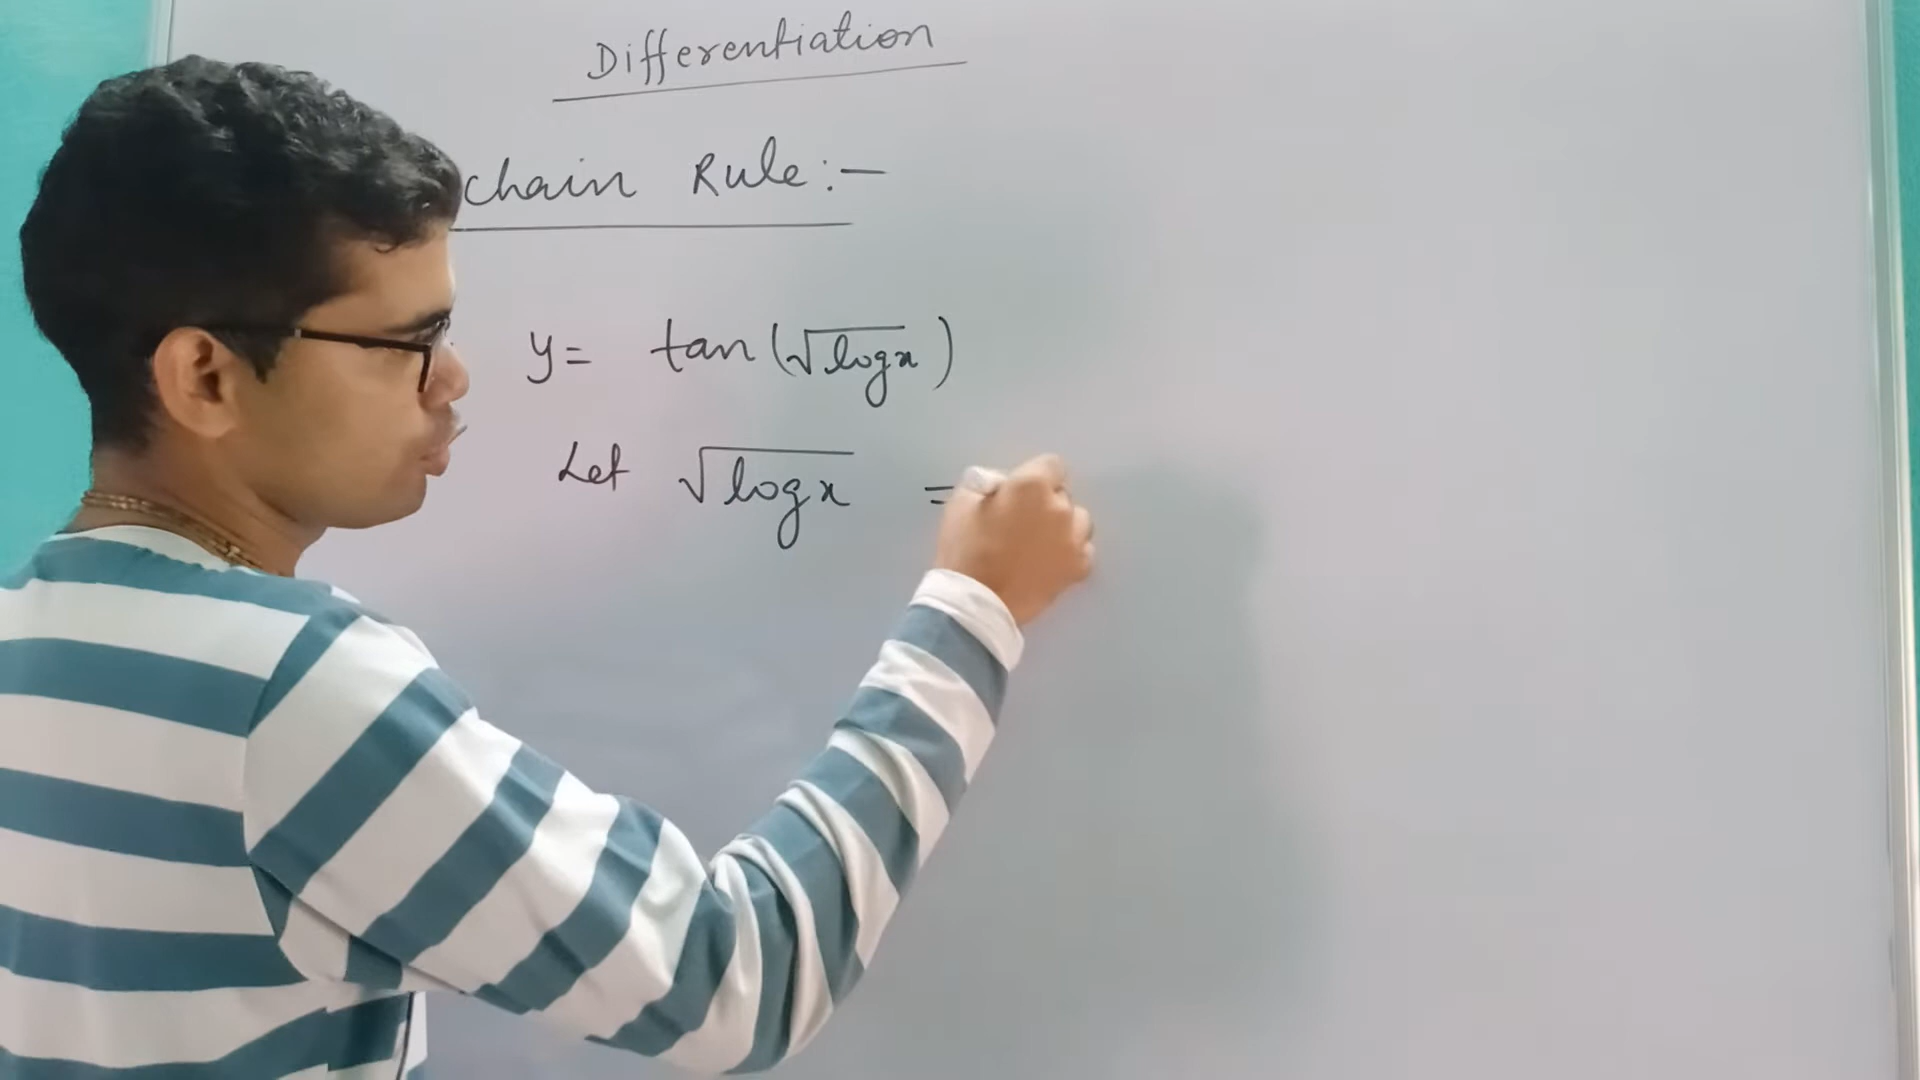 Differentiation
chain Rule:-
y= tan(√logx)
Let √logx =